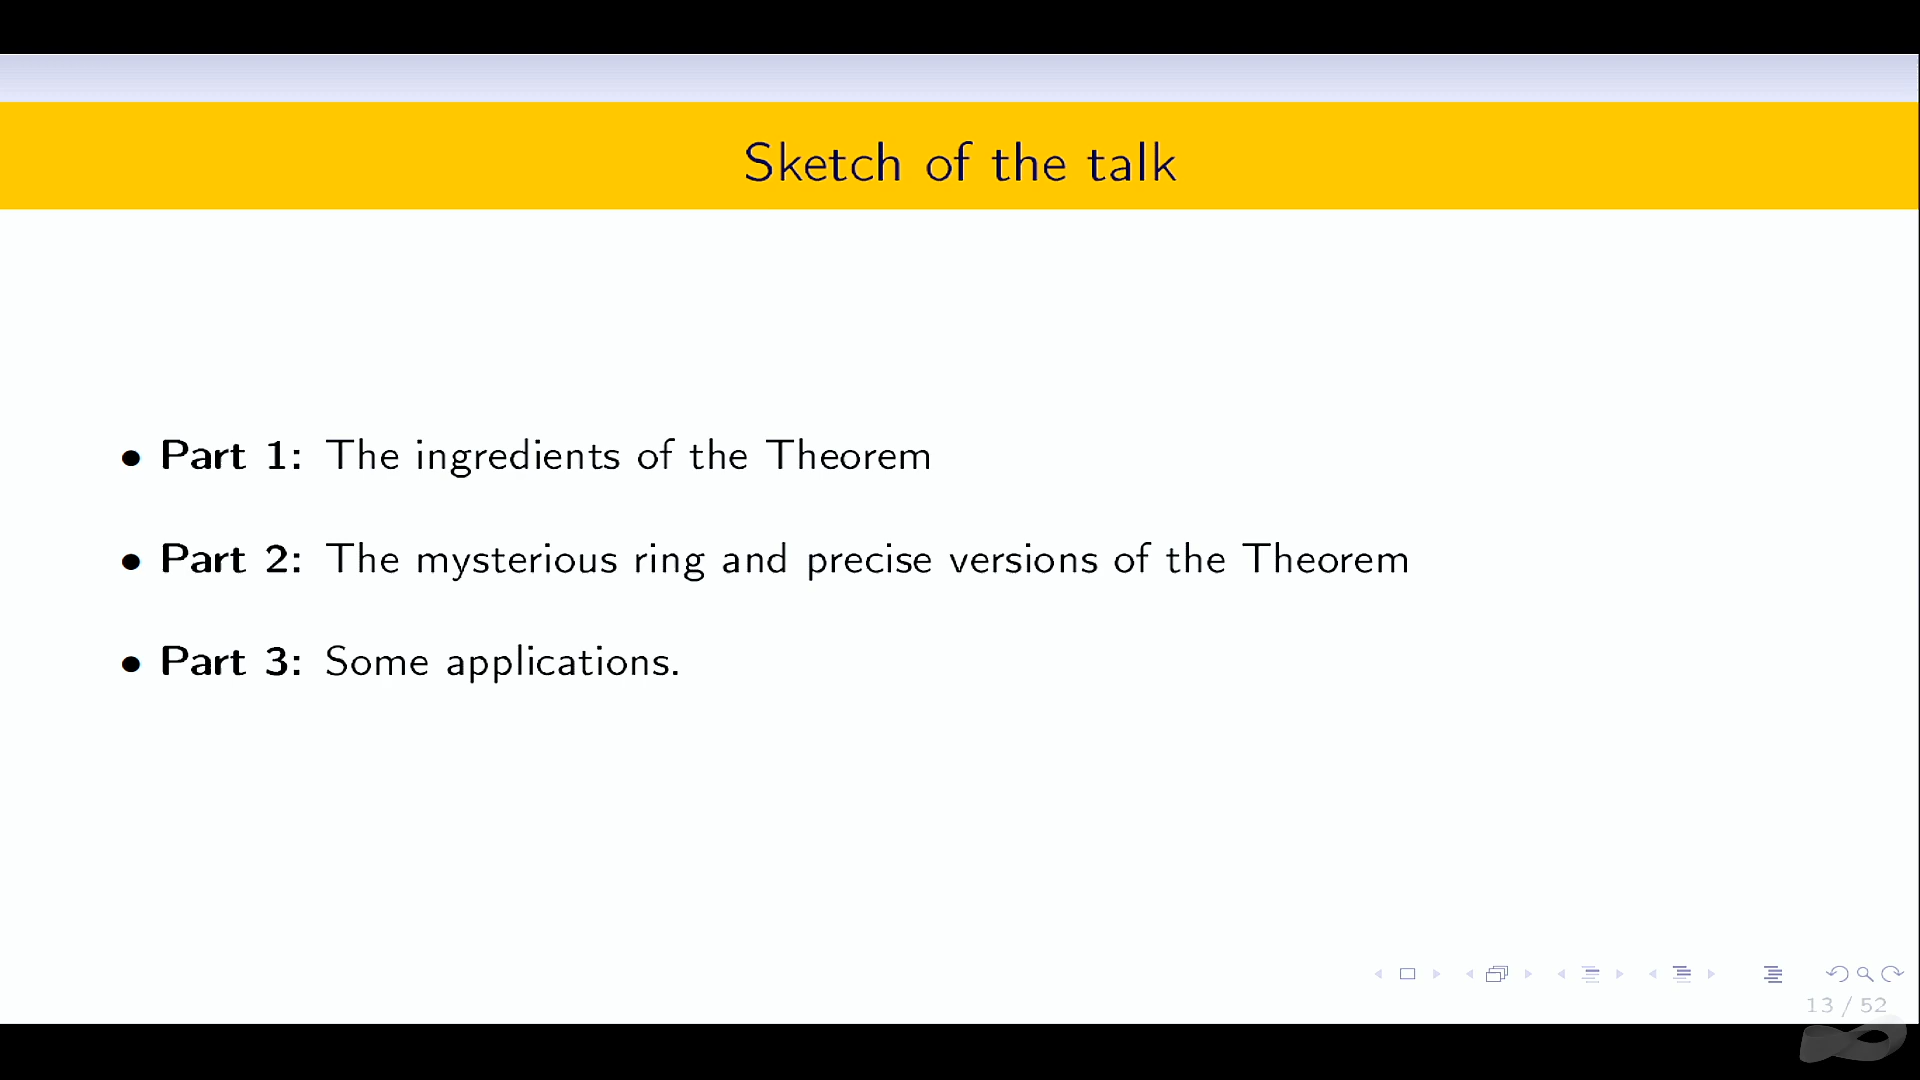 Sketch of the talk
• Part 1: The ingredients of the Theorem
• Part 2: The mysterious ring and precise versions of the Theorem
• Part 3: Some applications.
13 / 52